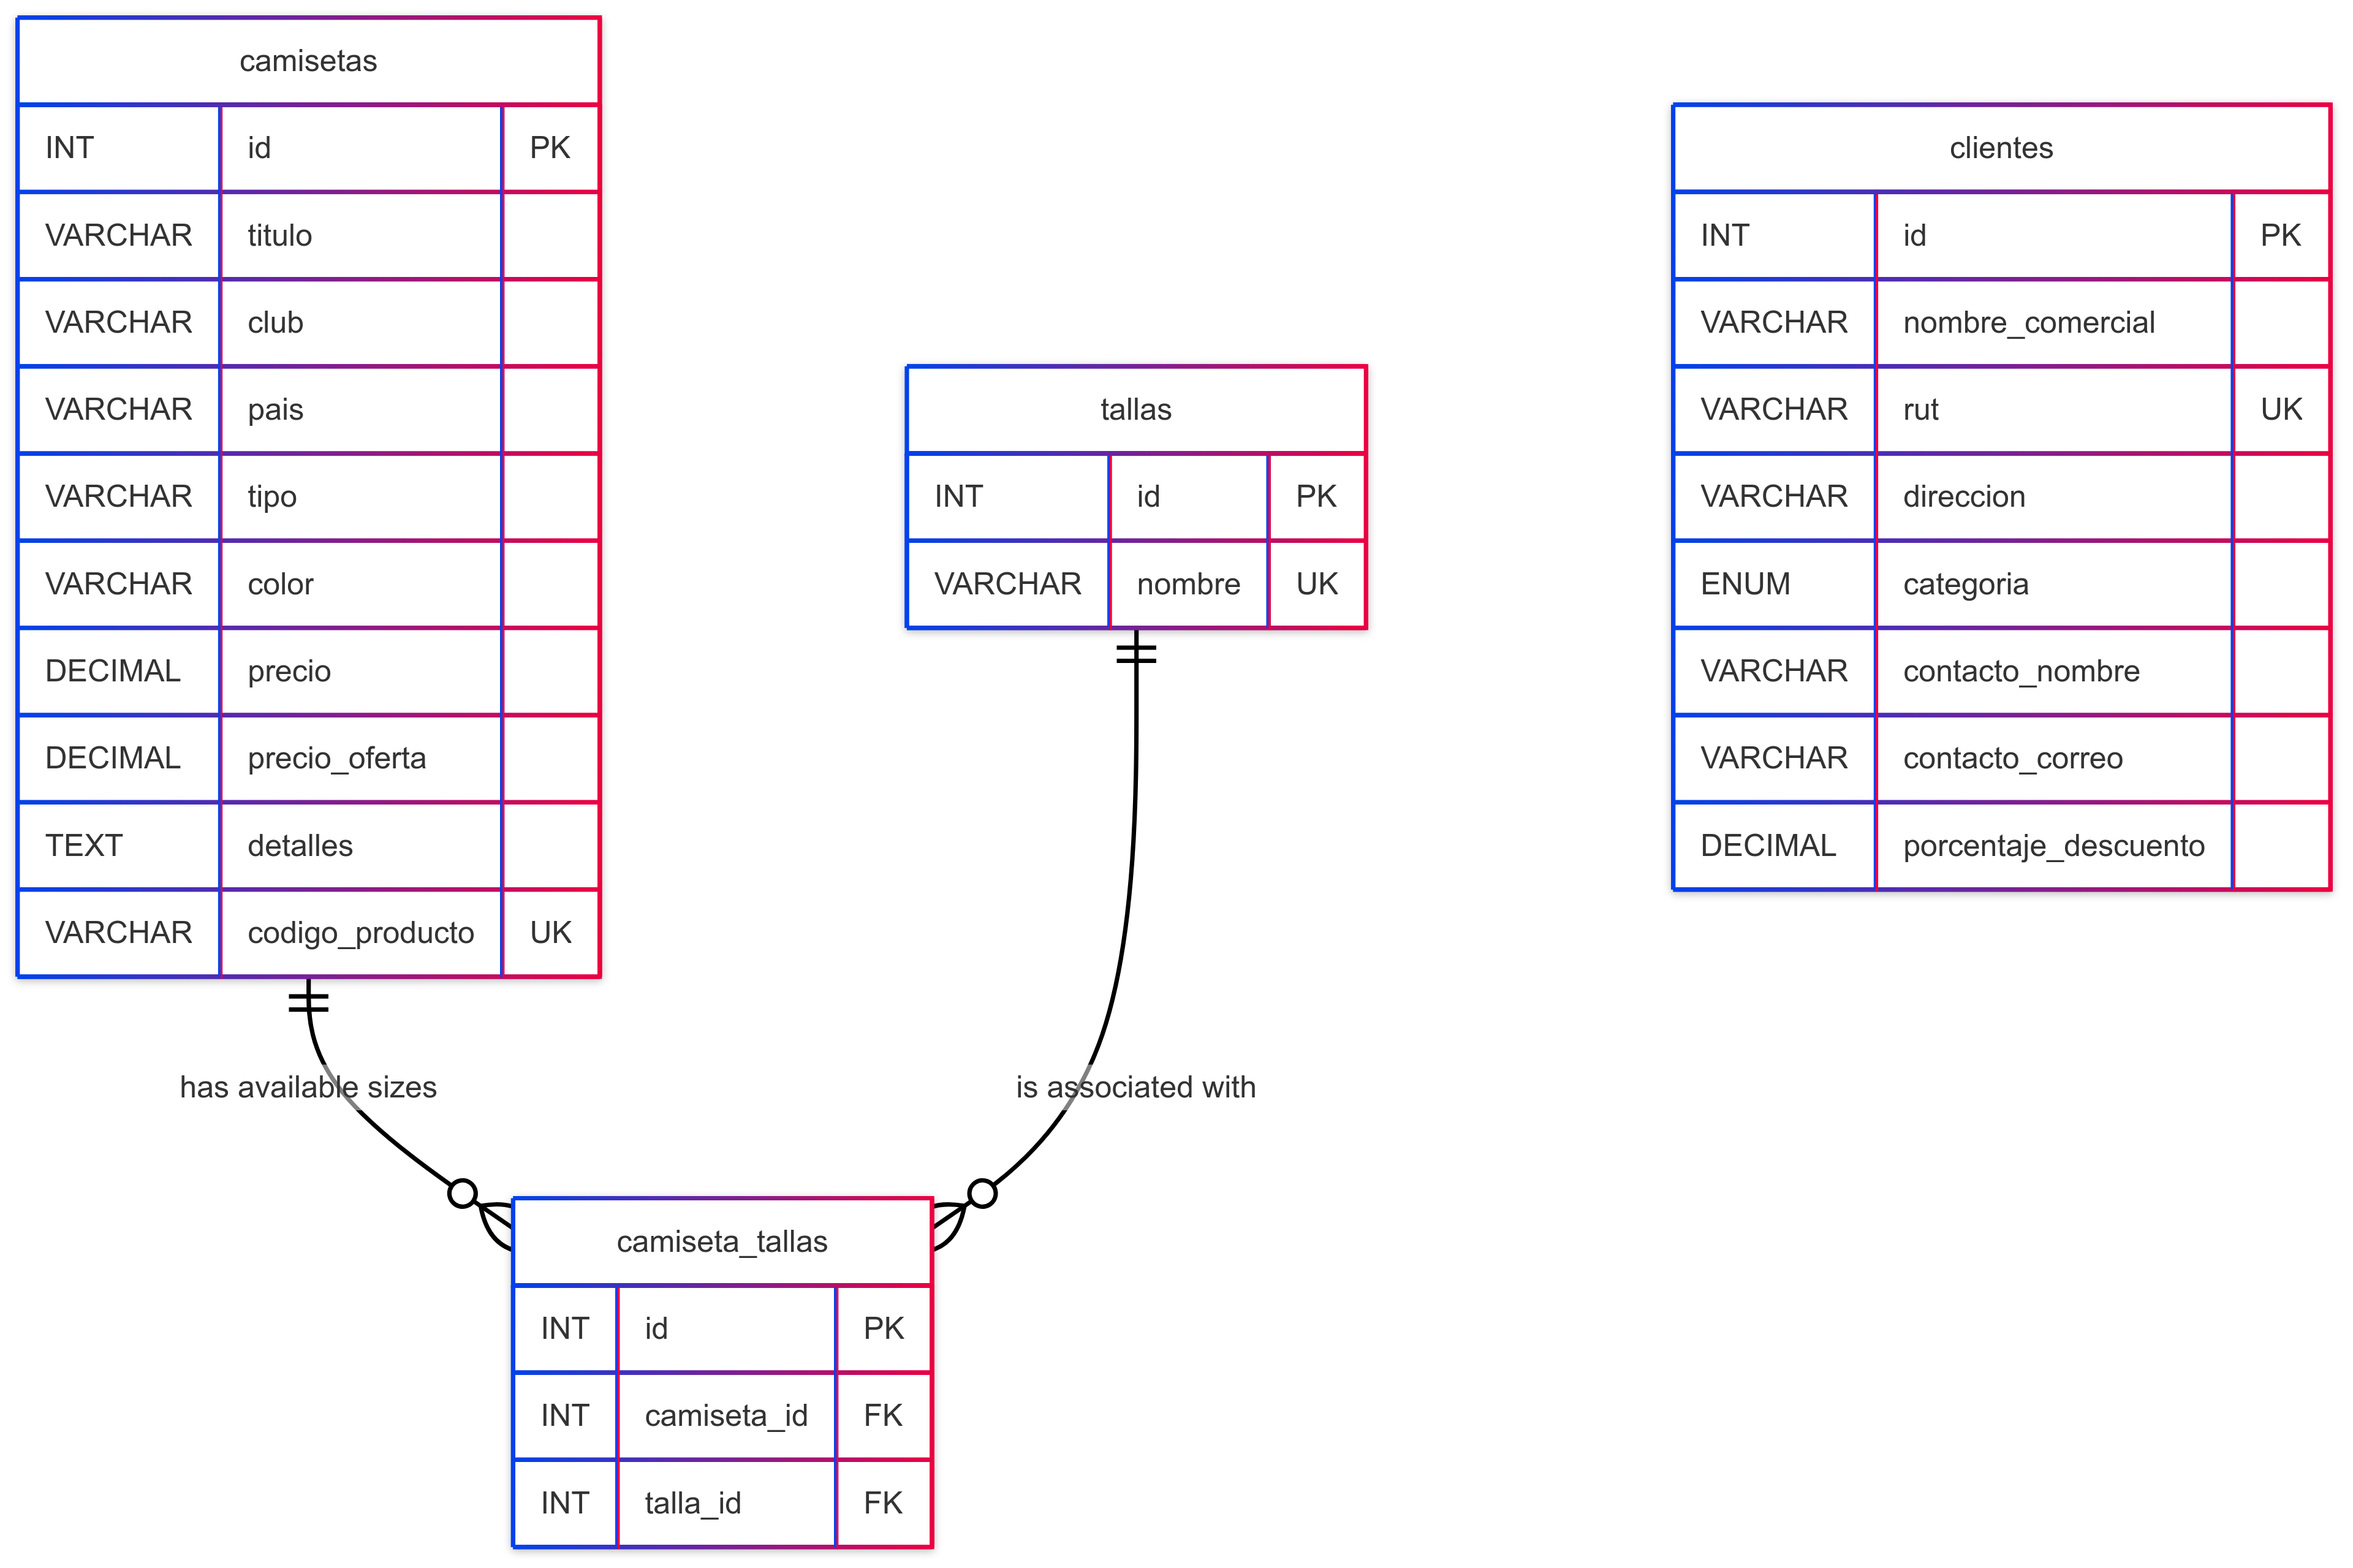 camisetas
INT id PK
VARCHAR titulo
VARCHAR club
VARCHAR pais
VARCHAR tipo
VARCHAR color
DECIMAL precio
DECIMAL precio_oferta
TEXT detalles
VARCHAR codigo_producto UK
tallas
INT id PK
VARCHAR nombre UK
clientes
INT id PK
VARCHAR nombre_comercial
VARCHAR rut UK
VARCHAR direccion
ENUM categoria
VARCHAR contacto_nombre
VARCHAR contacto_correo
DECIMAL porcentaje_descuento
has available sizes
is associated with
camiseta_tallas
INT id PK
INT camiseta_id FK
INT talla_id FK